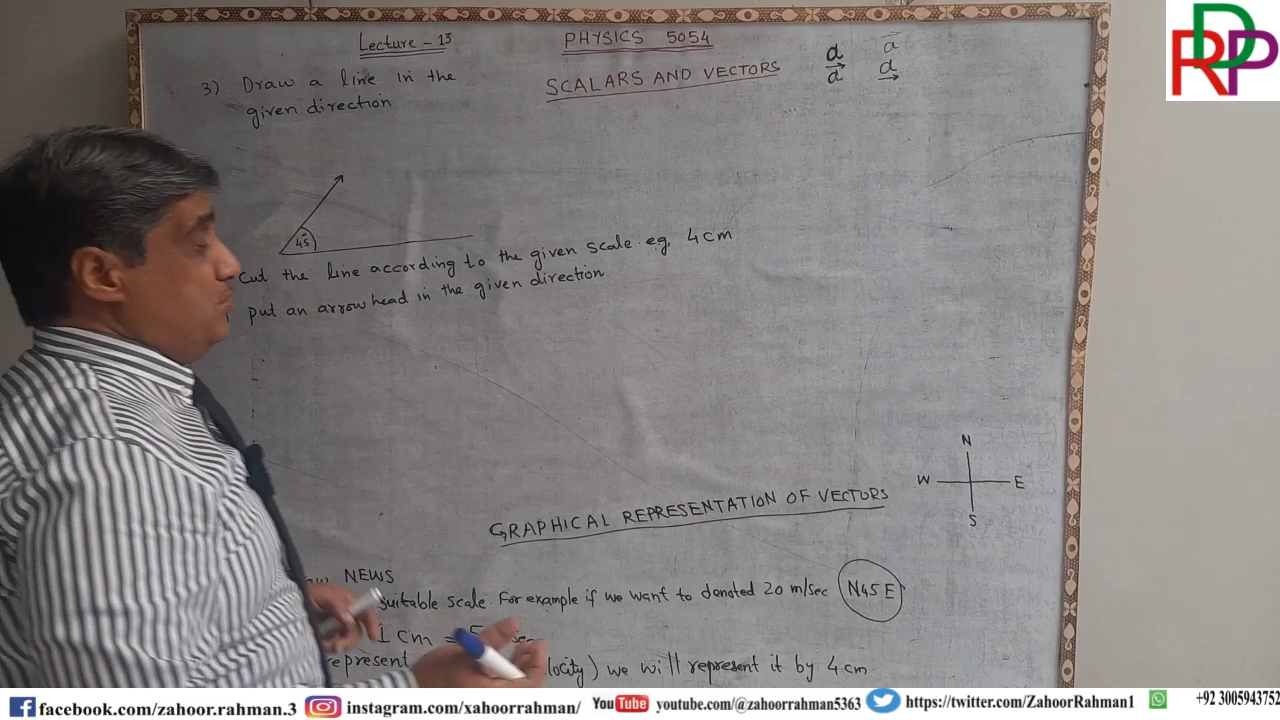 Lecture - 13
PHYSICS 5054
SCALARS AND VECTORS
a a
a a
RDP
3) Draw a line in the
given direction
45°
Cut the line according to the given scale. eg. 4cm
put an arrow head in the given direction
N
W E
S
GRAPHICAL REPRESENTATION OF VECTORS
NEWS
suitable scale. For example if we want to denoted 20 m/sec N45E
1 cm = 5
represent locity) we will represent it by 4cm
facebook.com/zahoor.rahman.3 instagram.com/xahoorrahman/ YouTube youtube.com/@zahoorrahman5363 https://twitter.com/ZahoorRahman1 +92 3005943752